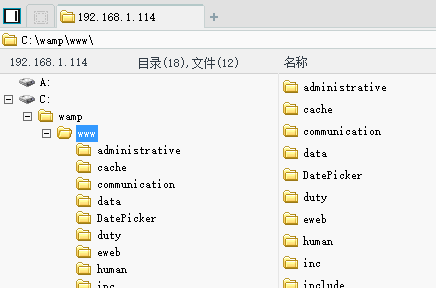 192.168.1.114
C:\wamp\www\
192.168.1.114 目录(18),文件(12) 名称
A:
C:
wamp
www
administrative
cache
communication
data
DatePicker
duty
eweb
human
inc
administrative
cache
communication
data
DatePicker
duty
eweb
human
inc
include